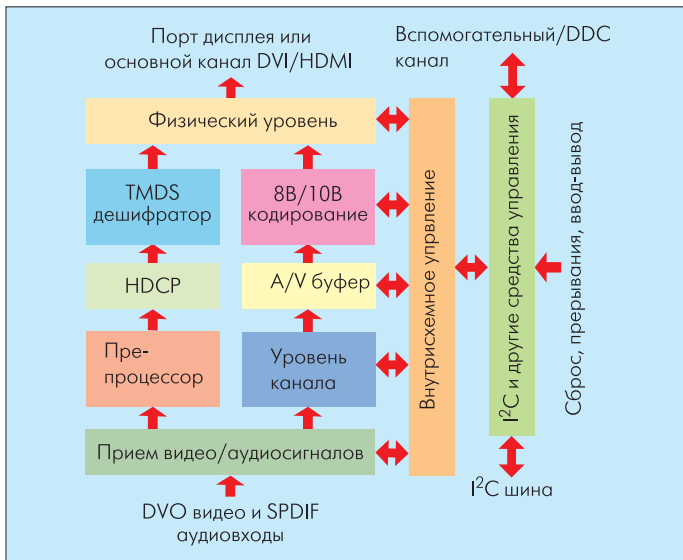 Порт дисплея или
основной канал DVI/HDMI
Вспомогательный/DDC
канал
Физический уровень
TMDS
дешифратор
8B/10B
кодирование
HDCP
A/V буфер
Пре-
процессор
Уровень
канала
Прием видео/аудиосигналов
DVO видео и SPDIF
аудиовходы
Внутрисхемное упрвление
I²C и другие средства управления
Сброс, прерывания, ввод-вывод
I²C шина